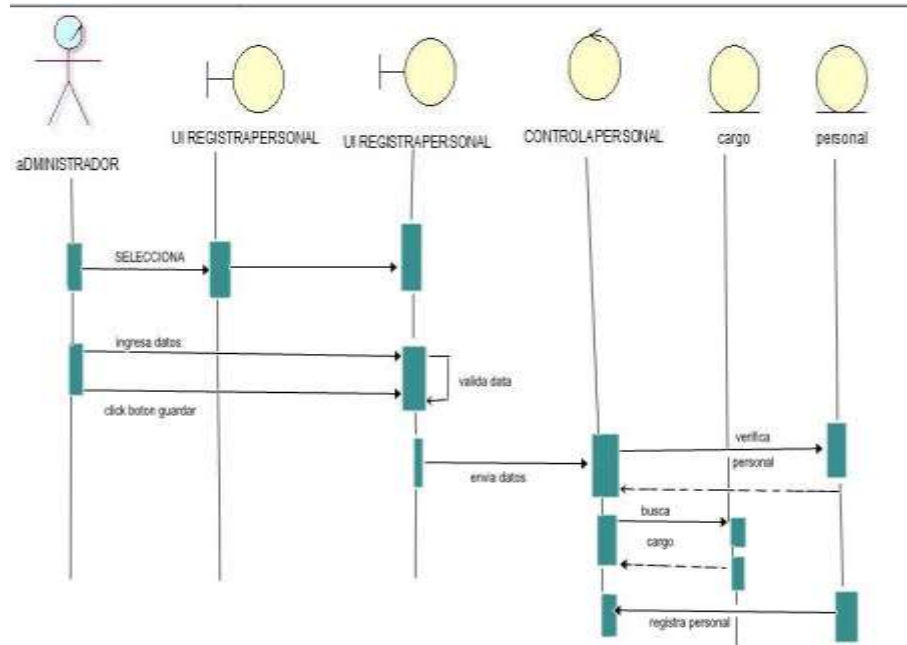 aDMINISTRADOR
UI REGISTRAPERSONAL
UI REGISTRAPERSONAL
CONTROLAPERSONAL
cargo
personal
SELECCIONA
ingresa datos
valida data
click boton guardar
envia datos
verifica
personal
busca
cargo
registra personal